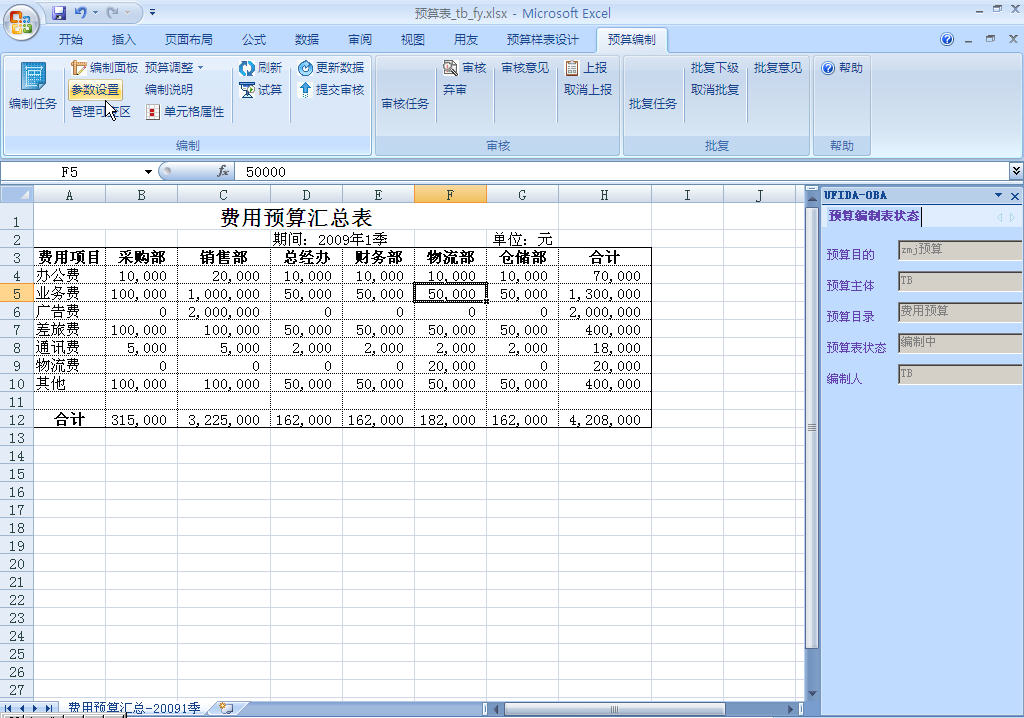 预算表_tb_fy.xlsx - Microsoft Excel
开始 插入 页面布局 公式 数据 审阅 视图 用友 预算样表设计 预算编制
编制任务 编制面板 预算调整 刷新 更新数据 审核任务 审核 审核意见 上报 批复任务 批复下级 批复意见 帮助
参数设置 编制说明 试算 提交审核 弃审 取消上报 取消批复
管理可 区 单元格属性
编制 审核 批复 帮助
F5 fx 50000
A B C D E F G H I J
1 费用预算汇总表
2 期间: 2009年1季 单位: 元
3 费用项目 采购部 销售部 总经办 财务部 物流部 仓储部 合计
4 办公费 10,000 20,000 10,000 10,000 10,000 10,000 70,000
5 业务费 100,000 1,000,000 50,000 50,000 50,000 50,000 1,300,000
6 广告费 0 2,000,000 0 0 0 0 2,000,000
7 差旅费 100,000 100,000 50,000 50,000 50,000 50,000 400,000
8 通讯费 5,000 5,000 2,000 2,000 2,000 2,000 18,000
9 物流费 0 0 0 0 20,000 0 20,000
10 其他 100,000 100,000 50,000 50,000 50,000 50,000 400,000
11
12 合计 315,000 3,225,000 162,000 162,000 182,000 162,000 4,208,000
13
14
15
16
17
18
19
20
21
22
23
24
25
26
27
费用预算汇总-20091季
UFIDA-OBA
预算编制表状态
预算目的 zmj预算
预算主体 TB
预算目录 费用预算
预算表状态 编制中
编制人 TB